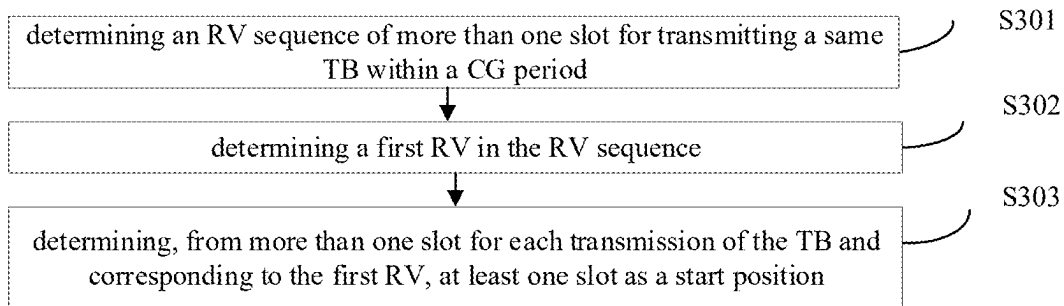 S301
determining an RV sequence of more than one slot for transmitting a same
TB within a CG period
S302
determining a first RV in the RV sequence
S303
determining, from more than one slot for each transmission of the TB and
corresponding to the first RV, at least one slot as a start position